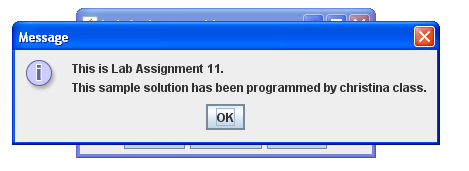 Message
This is Lab Assignment 11.
This sample solution has been programmed by christina class.
OK